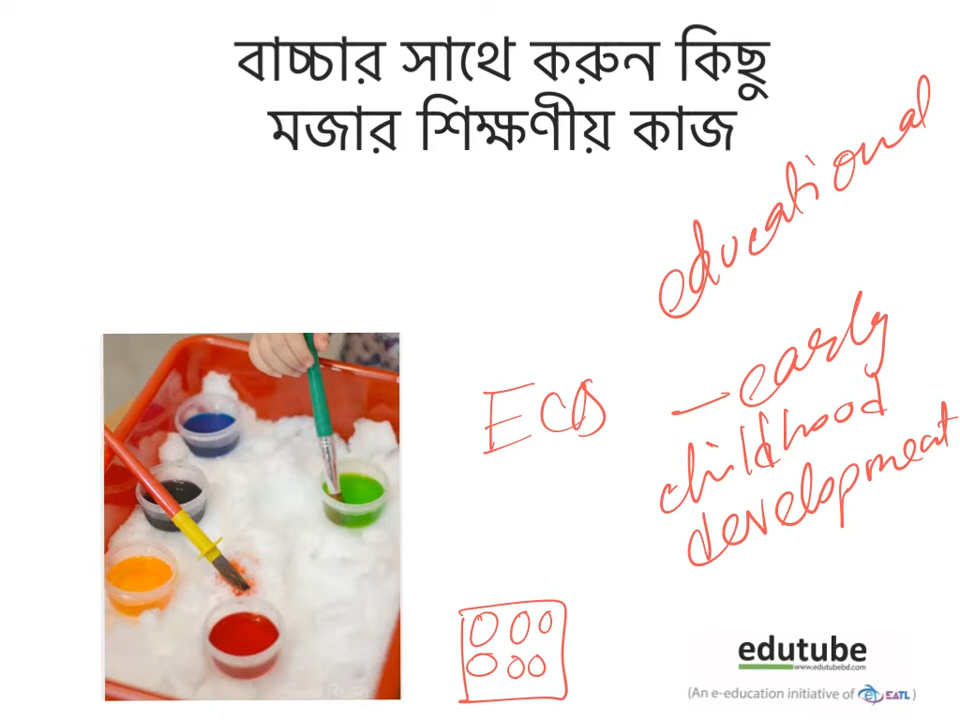 বাচ্চার সাথে করুন কিছু
মজার শিক্ষণীয় কাজ
educational
ECD – early
childhood
development
edutube
www.edutubebd.com
(An e-education initiative of EATL)